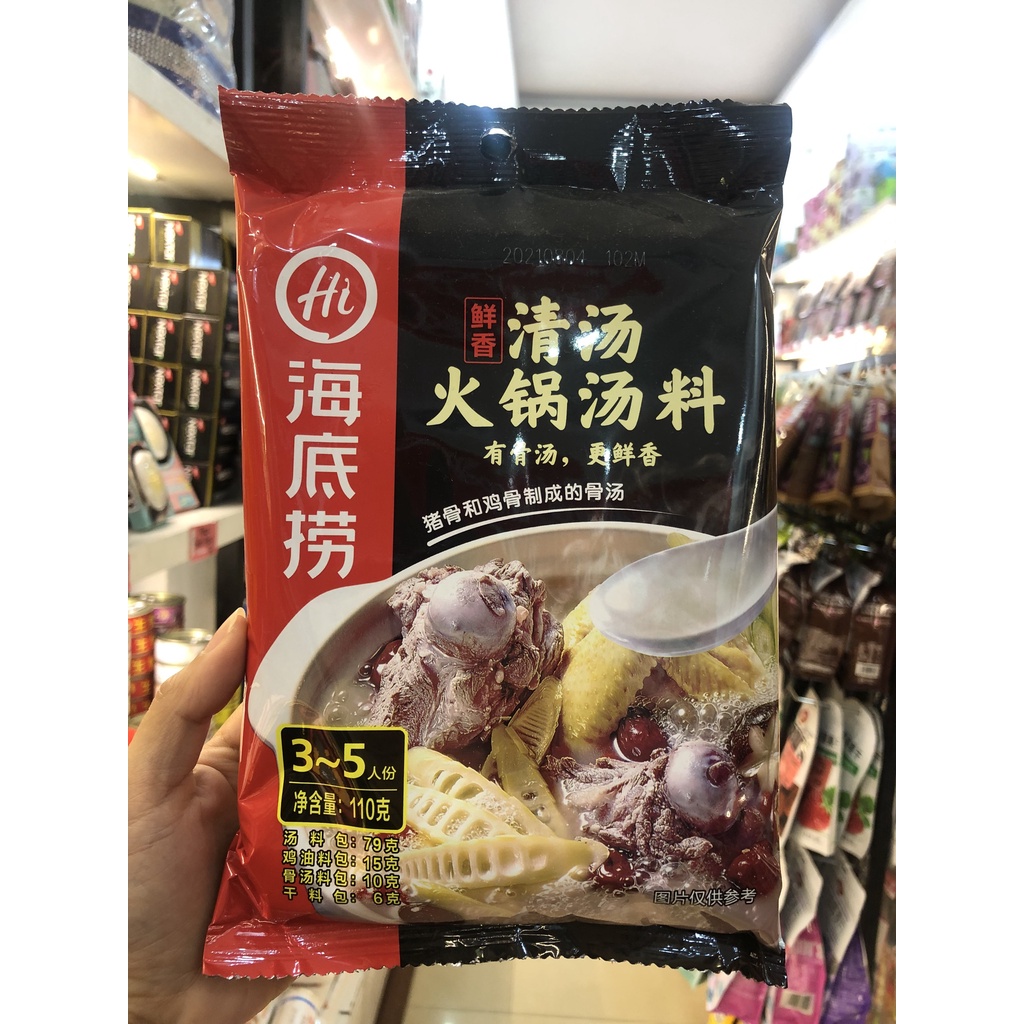 Hi
海底捞
102M
鲜香
清汤
火锅汤料
有骨汤，更鲜香
猪骨和鸡骨制成的骨汤
3~5人份
净含量：110克
汤料包：79克
鸡油料包：15克
骨汤料包：10克
干料包：6克
图片仅供参考